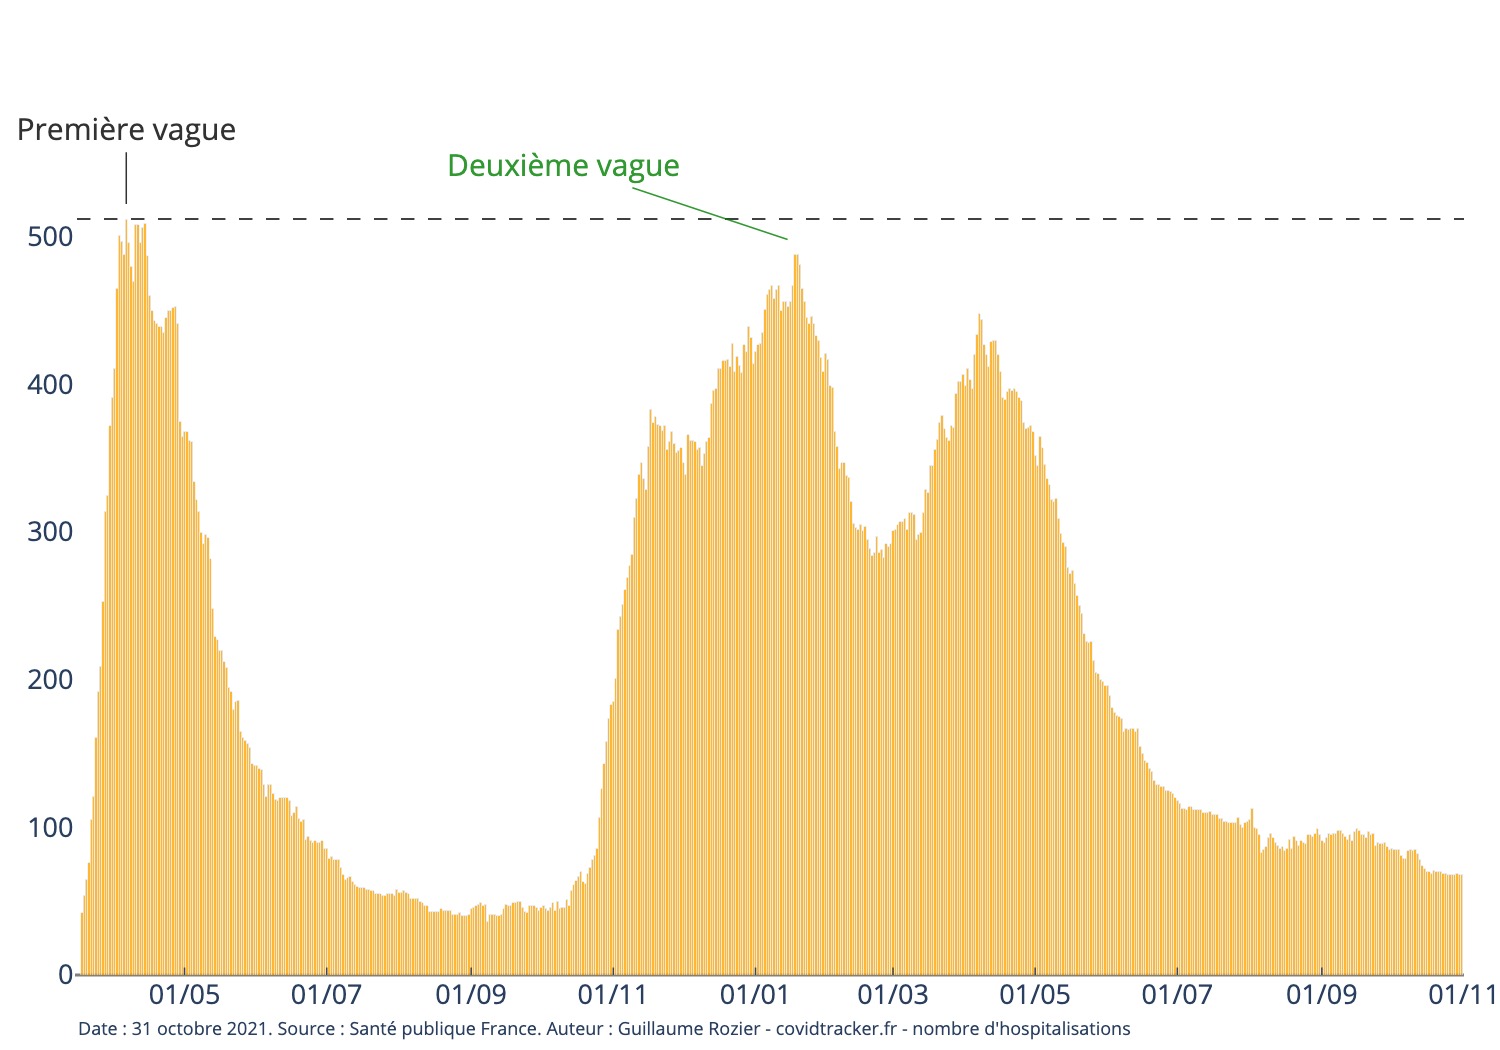 Première vague
Deuxième vague
500
400
300
200
100
0
01/05 01/07 01/09 01/11 01/01 01/03 01/05 01/07 01/09 01/11
Date : 31 octobre 2021. Source : Santé publique France. Auteur : Guillaume Rozier - covidtracker.fr - nombre d'hospitalisations